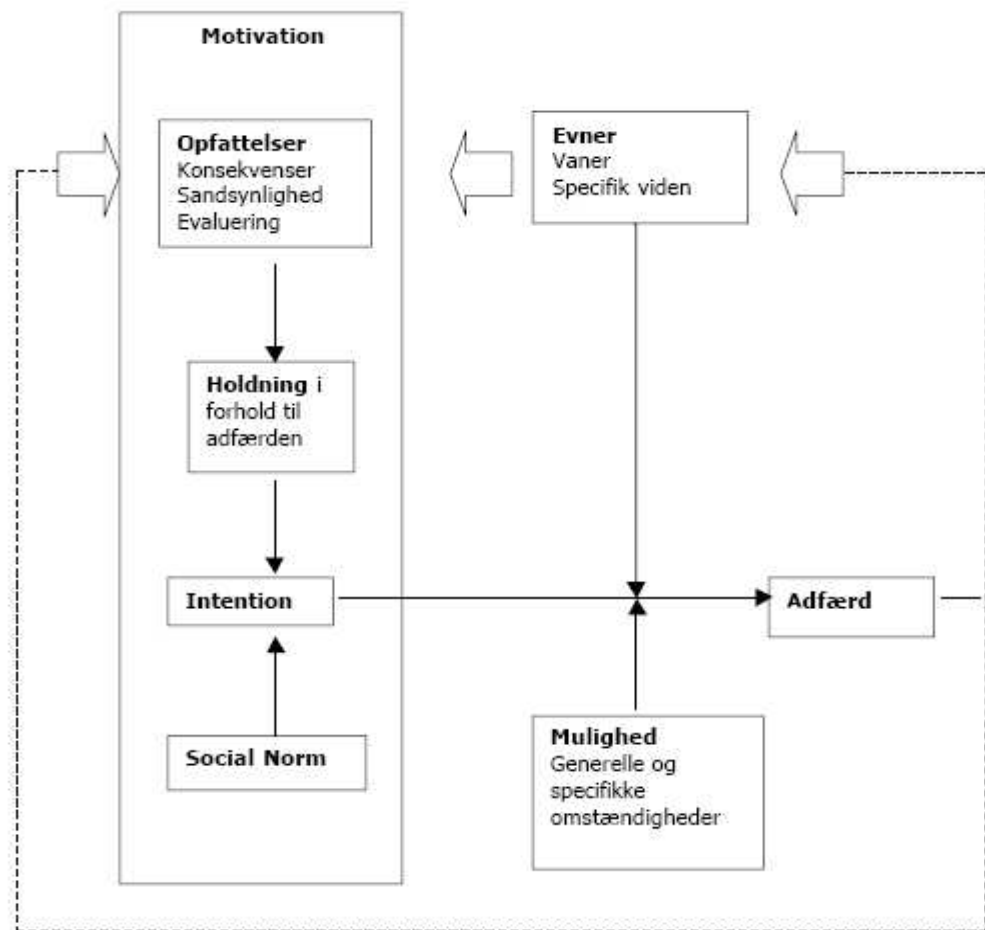 Motivation
Opfattelser
Konsekvenser
Sandsynlighed
Evaluering
Holdning i
forhold til
adfærden
Intention
Social Norm
Evner
Vaner
Specifik viden
Mulighed
Generelle og
specifikke
omstændigheder
Adfærd